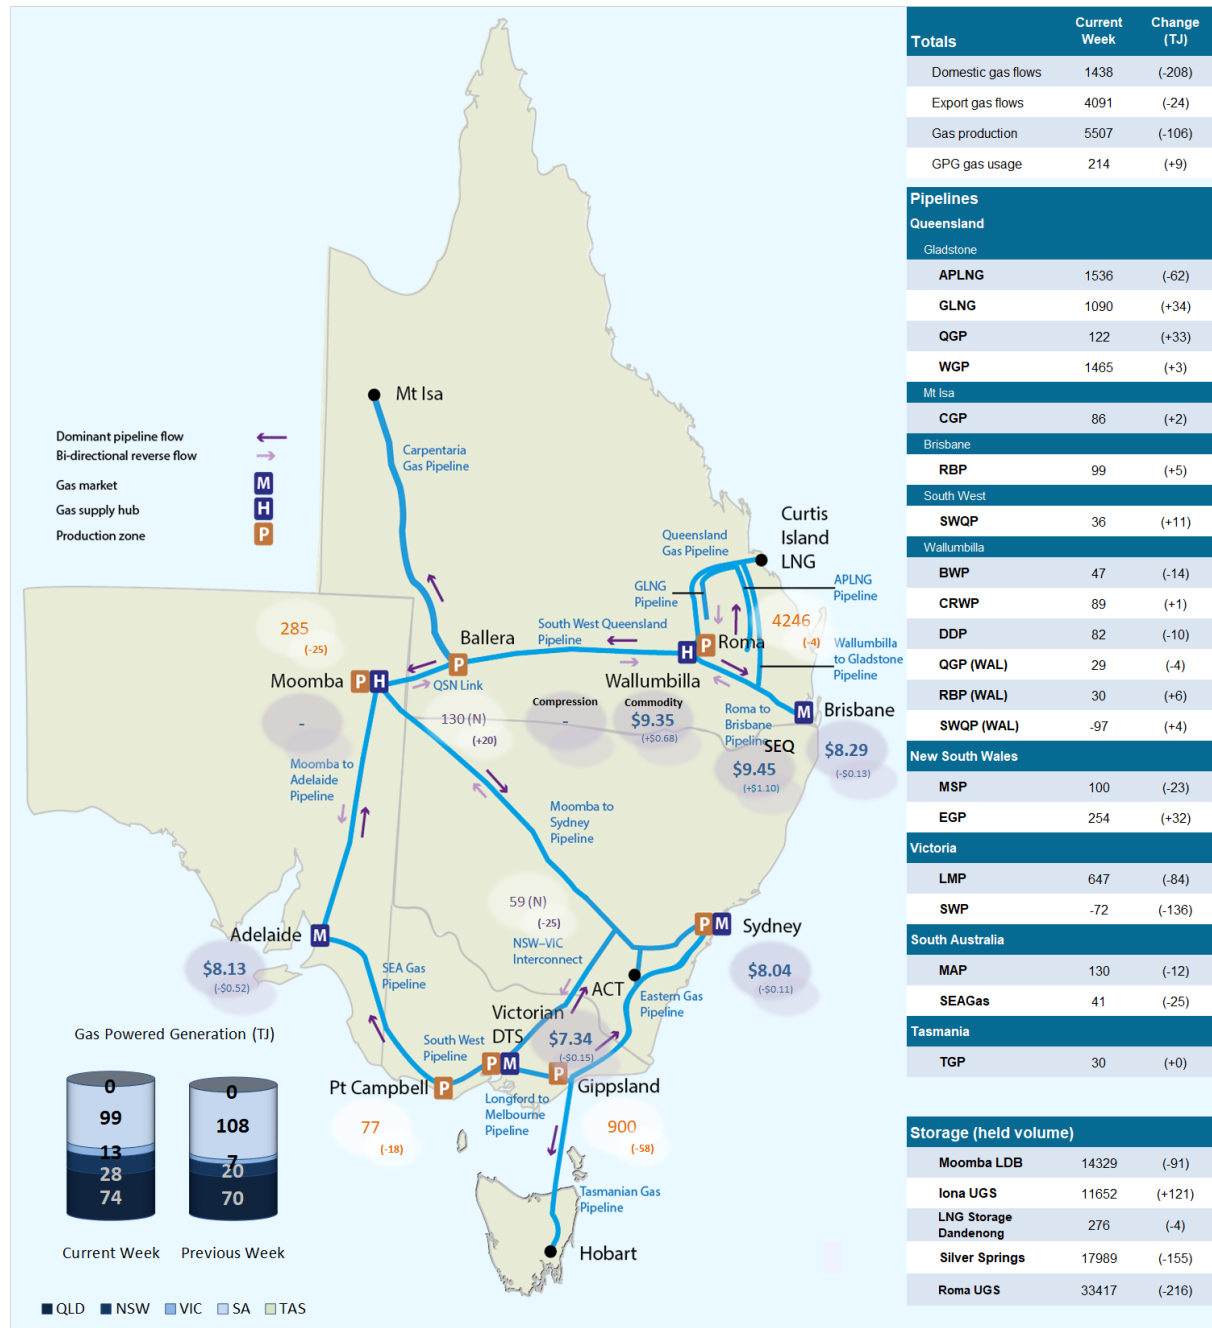 Mt Isa
Carpentaria
Gas Pipeline
Dominant pipeline flow
Bi-directional reverse flow
Gas market M
Gas supply hub H
Production zone P
Curtis
Island
LNG
Queensland
Gas Pipeline
GLNG
Pipeline
APLNG
Pipeline
285
(-25)
4246
(-4)
Ballera
P
South West Queensland
Pipeline
H P Roma
Wallumbilla
to Gladstone
Pipeline
Moomba P H
QSN Link
Wallumbilla
M Brisbane
-
130 (N)
(+20)
Compression
-
Commodity
$9.35
(+$0.68)
Roma to
Brisbane
Pipeline
SEQ
$9.45
(+$1.10)
$8.29
(-$0.13)
Moomba to
Adelaide
Pipeline
Moomba to
Sydney
Pipeline
59 (N)
(-25)
Adelaide M
P M Sydney
$8.13
(-$0.52)
SEA Gas
Pipeline
NSW–VIC
Interconnect
$8.04
(-$0.11)
ACT
Eastern Gas
Pipeline
Victorian
DTS
P M
South West
Pipeline
$7.34
(-$0.15)
Pt Campbell P
P Gippsland
Longford to
Melbourne
Pipeline
77
(-18)
900
(-58)
Tasmanian Gas
Pipeline
Hobart
Gas Powered Generation (TJ)
0
99
13
28
74
Current Week
0
108
7
20
70
Previous Week
QLD NSW VIC SA TAS
Totals Current Week Change (TJ)
Domestic gas flows 1438 (-208)
Export gas flows 4091 (-24)
Gas production 5507 (-106)
GPG gas usage 214 (+9)
Pipelines
Queensland
Gladstone
APLNG 1536 (-62)
GLNG 1090 (+34)
QGP 122 (+33)
WGP 1465 (+3)
Mt Isa
CGP 86 (+2)
Brisbane
RBP 99 (+5)
South West
SWQP 36 (+11)
Wallumbilla
BWP 47 (-14)
CRWP 89 (+1)
DDP 82 (-10)
QGP (WAL) 29 (-4)
RBP (WAL) 30 (+6)
SWQP (WAL) -97 (+4)
New South Wales
MSP 100 (-23)
EGP 254 (+32)
Victoria
LMP 647 (-84)
SWP -72 (-136)
South Australia
MAP 130 (-12)
SEAGas 41 (-25)
Tasmania
TGP 30 (+0)
Storage (held volume)
Moomba LDB 14329 (-91)
Iona UGS 11652 (+121)
LNG Storage
Dandenong 276 (-4)
Silver Springs 17989 (-155)
Roma UGS 33417 (-216)